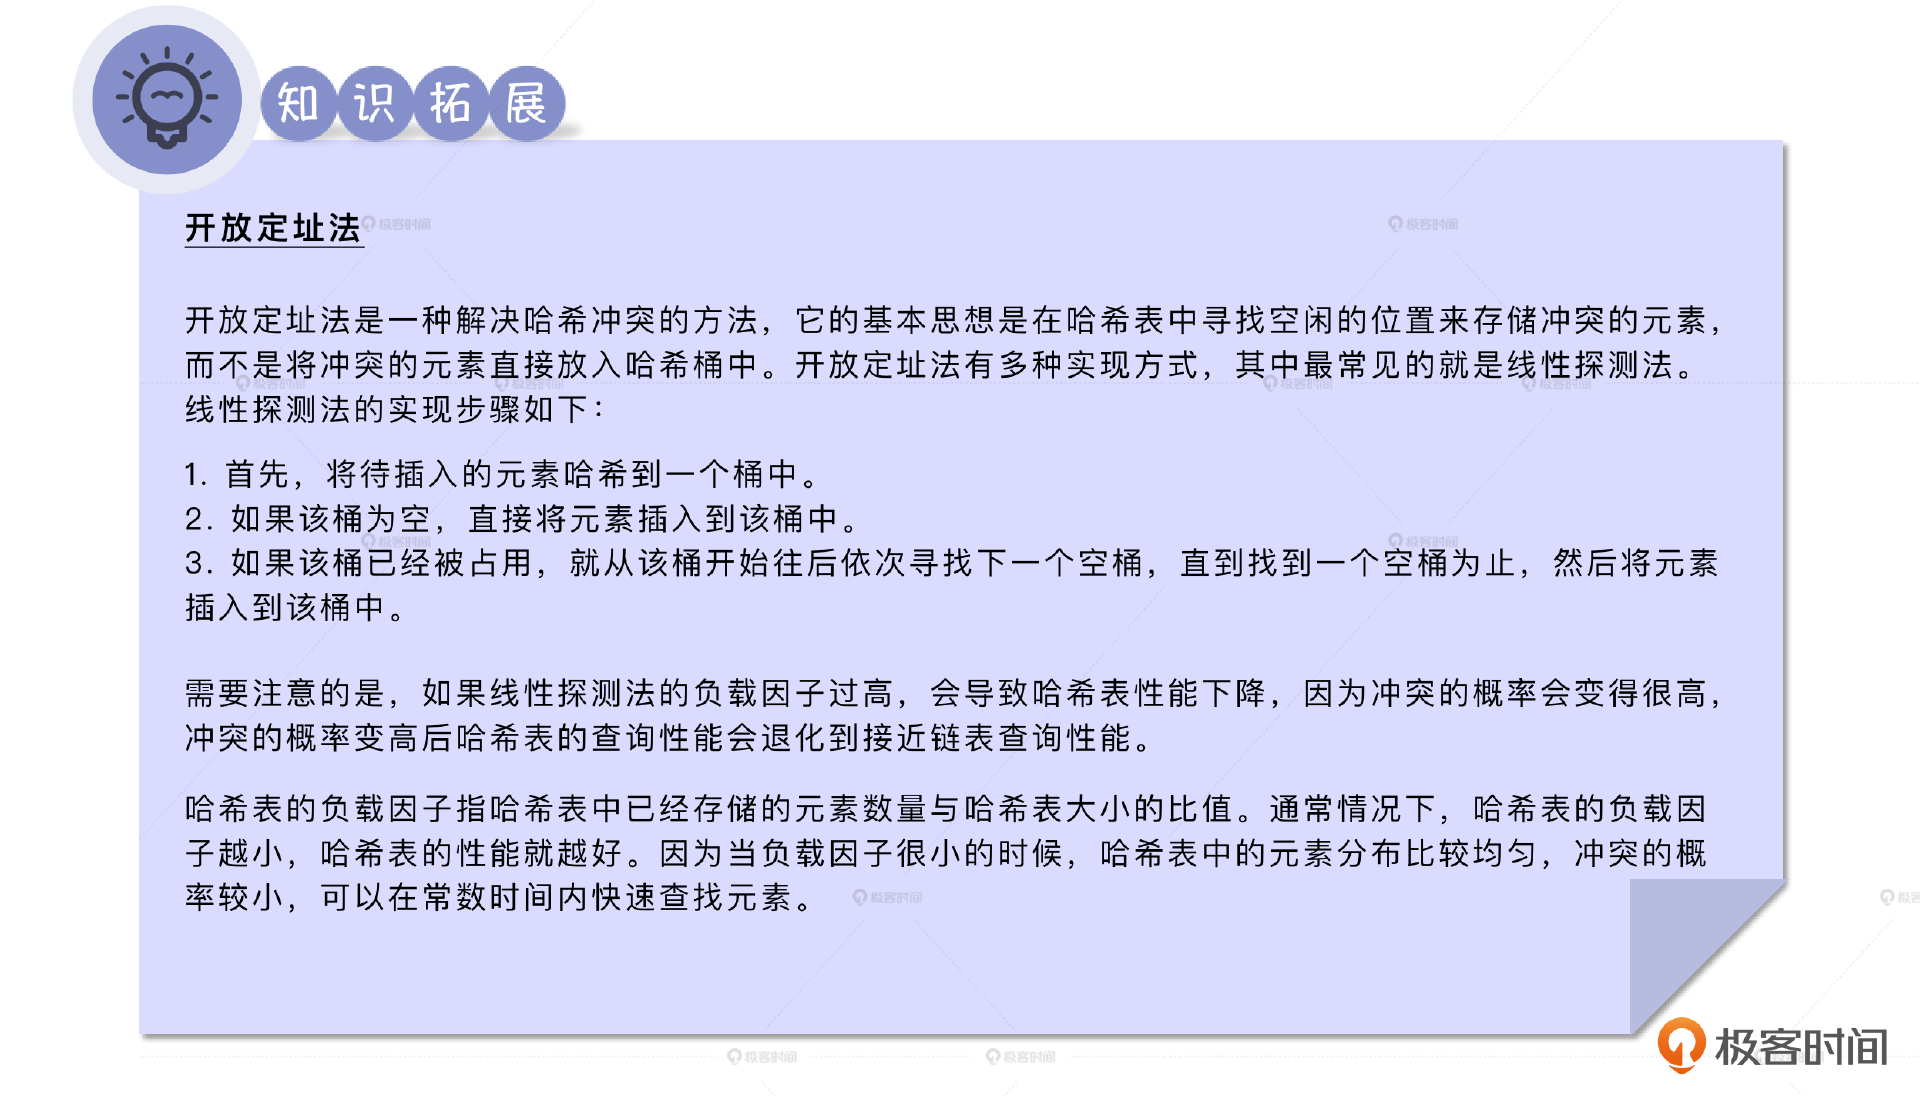 知识拓展
开放定址法
开放定址法是一种解决哈希冲突的方法，它的基本思想是在哈希表中寻找空闲的位置来存储冲突的元素，
而不是将冲突的元素直接放入哈希桶中。开放定址法有多种实现方式，其中最常见的就是线性探测法。
线性探测法的实现步骤如下：
1. 首先，将待插入的元素哈希到一个桶中。
2. 如果该桶为空，直接将元素插入到该桶中。
3. 如果该桶已经被占用，就从该桶开始往后依次寻找下一个空桶，直到找到一个空桶为止，然后将元素
插入到该桶中。
需要注意的是，如果线性探测法的负载因子过高，会导致哈希表性能下降，因为冲突的概率会变得很高，
冲突的概率变高后哈希表的查询性能会退化到接近链表查询性能。
哈希表的负载因子指哈希表中已经存储的元素数量与哈希表大小的比值。通常情况下，哈希表的负载因
子越小，哈希表的性能就越好。因为当负载因子很小的时候，哈希表中的元素分布比较均匀，冲突的概
率较小，可以在常数时间内快速查找元素。
极客时间